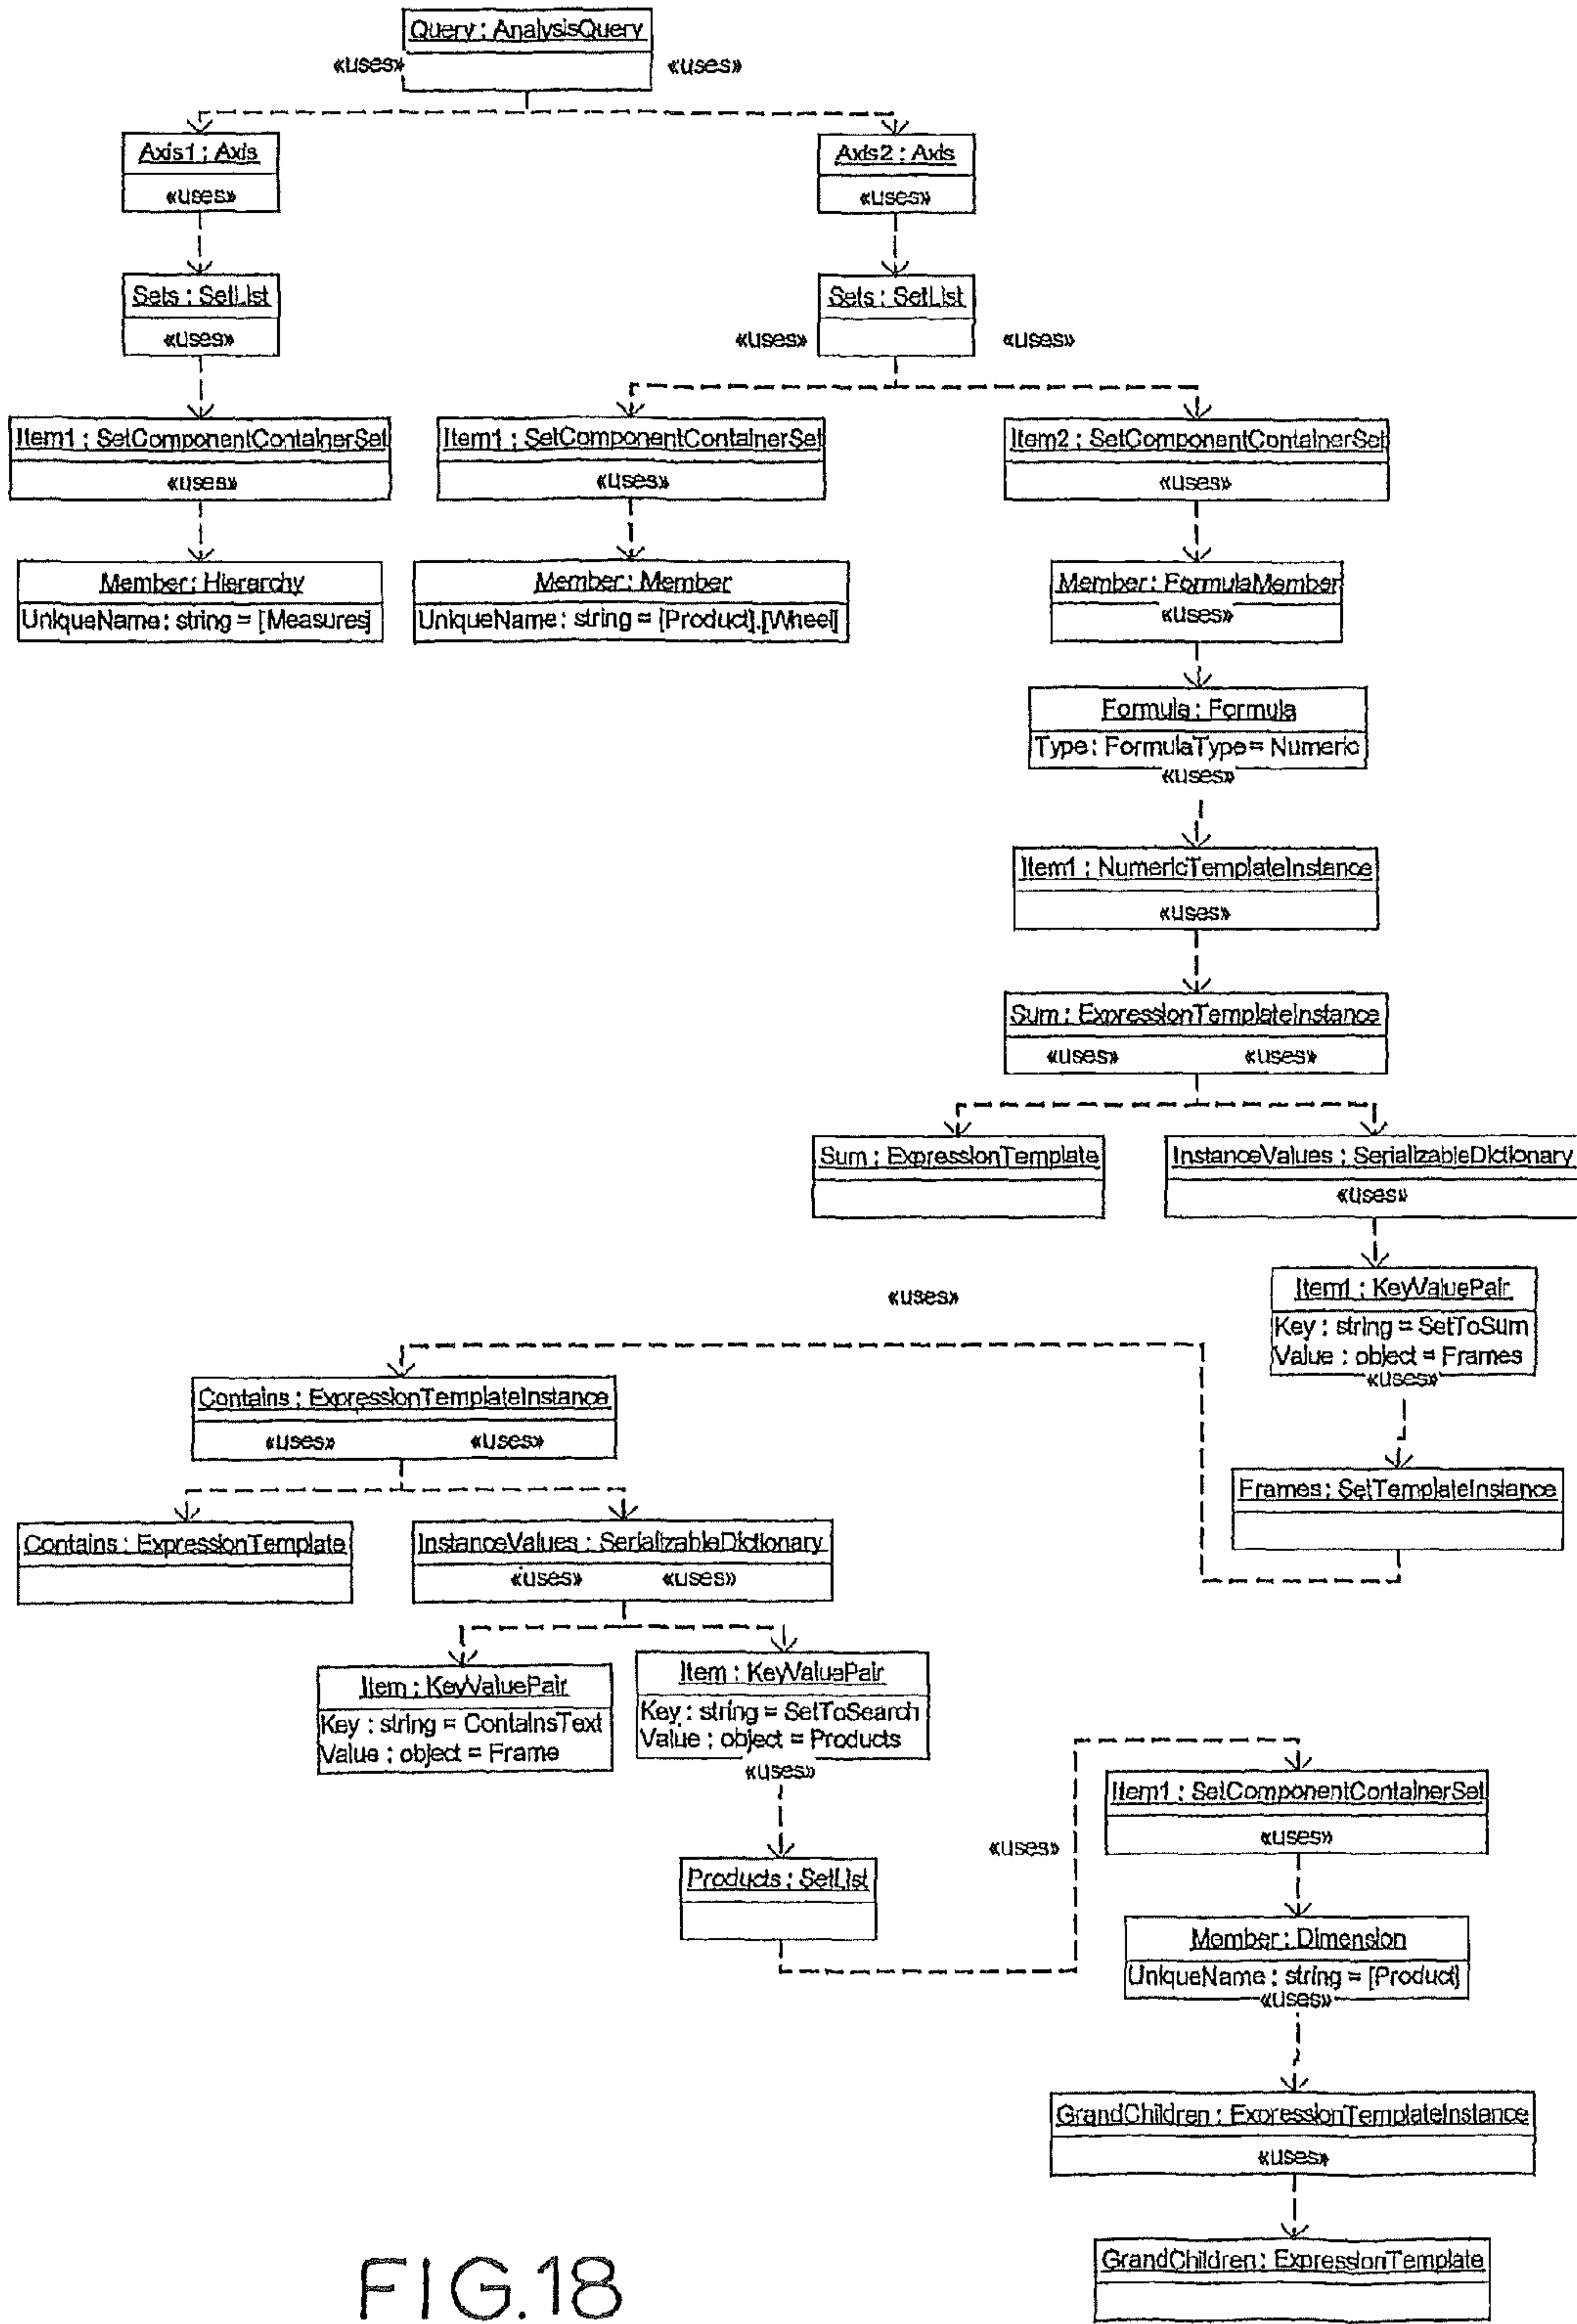 Query : AnalysisQuery
«uses» «uses»
Axis1 : Axis
«uses»
Axis2 : Axis
«uses»
Sets : SetList
«uses»
Sets : SetList
«uses» «uses»
Item1 : SetComponentContainerSet
«uses»
Item1 : SetComponentContainerSet
«uses»
Item2 : SetComponentContainerSet
«uses»
Member : Hierarchy
UniqueName : string = [Measures]
Member : Member
UniqueName : string = [Product].[Wheel]
Member : FormulaMember
«uses»
Formula : Formula
Type : FormulaType = Numeric
«uses»
Item1 : NumericTemplateInstance
«uses»
Sum : ExpressionTemplateInstance
«uses» «uses»
Sum : ExpressionTemplate
InstanceValues : SerializableDictionary
«uses»
Item1 : KeyValuePair
Key : string = SetToSum
Value : object = Frames
«uses»
«uses»
Contains : ExpressionTemplateInstance
«uses» «uses»
Frames : SetTemplateInstance
Contains : ExpressionTemplate
InstanceValues : SerializableDictionary
«uses» «uses»
Item : KeyValuePair
Key : string = ContainsText
Value : object = Frame
Item : KeyValuePair
Key : string = SetToSearch
Value : object = Products
«uses»
Products : SetList
«uses»
Item1 : SetComponentContainerSet
«uses»
Member : Dimension
UniqueName : string = [Product]
«uses»
GrandChildren : ExpressionTemplateInstance
«uses»
GrandChildren : ExpressionTemplate
FIG.18